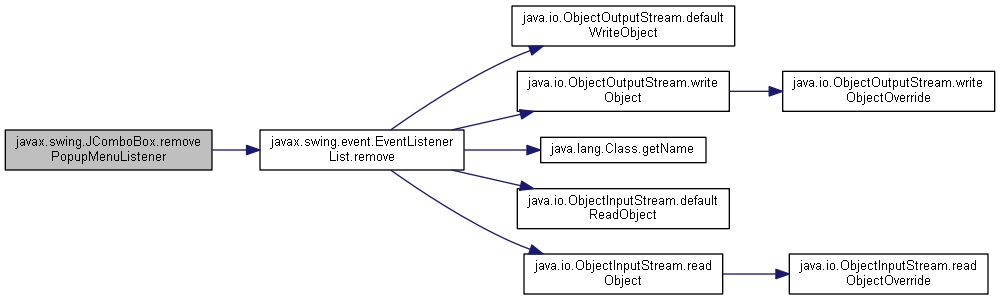 java.io.ObjectOutputStream.default
WriteObject
java.io.ObjectOutputStream.write
Object
java.io.ObjectOutputStream.write
ObjectOverride
javax.swing.JComboBox.remove
PopupMenuListener
javax.swing.event.EventListener
List.remove
java.lang.Class.getName
java.io.ObjectInputStream.default
ReadObject
java.io.ObjectInputStream.read
Object
java.io.ObjectInputStream.read
ObjectOverride